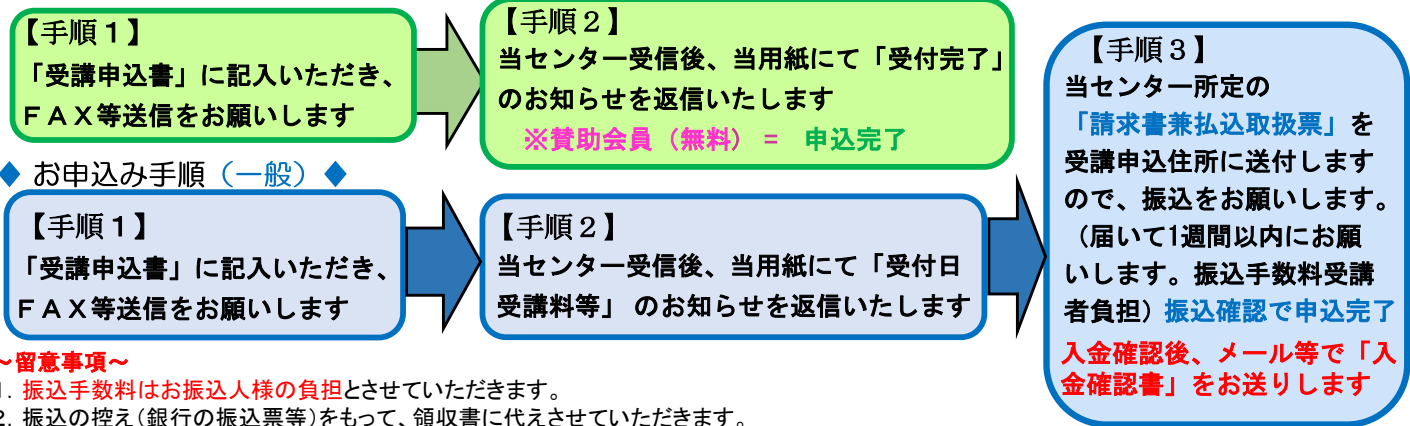 【手順１】
「受講申込書」に記入いただき、
ＦＡＸ等送信をお願いします
【手順２】
当センター受信後、当用紙にて「受付完了」
のお知らせを返信いたします
※賛助会員（無料）＝ 申込完了
◆ お申込み手順（一般）◆
【手順１】
「受講申込書」に記入いただき、
ＦＡＸ等送信をお願いします
【手順２】
当センター受信後、当用紙にて「受付日
受講料等」 のお知らせを返信いたします
【手順３】
当センター所定の
「請求書兼払込取扱票」を
受講申込住所に送付します
ので、振込をお願いします。
（届いて1週間以内にお願
いします。振込手数料受講
者負担）振込確認で申込完了
入金確認後、メール等で「入
金確認書」をお送りします
～留意事項～
1. 振込手数料はお振込人様の負担とさせていただきます。
2. 振込の控え（銀行の振込票等）をもって、領収書に代えさせていただきます。